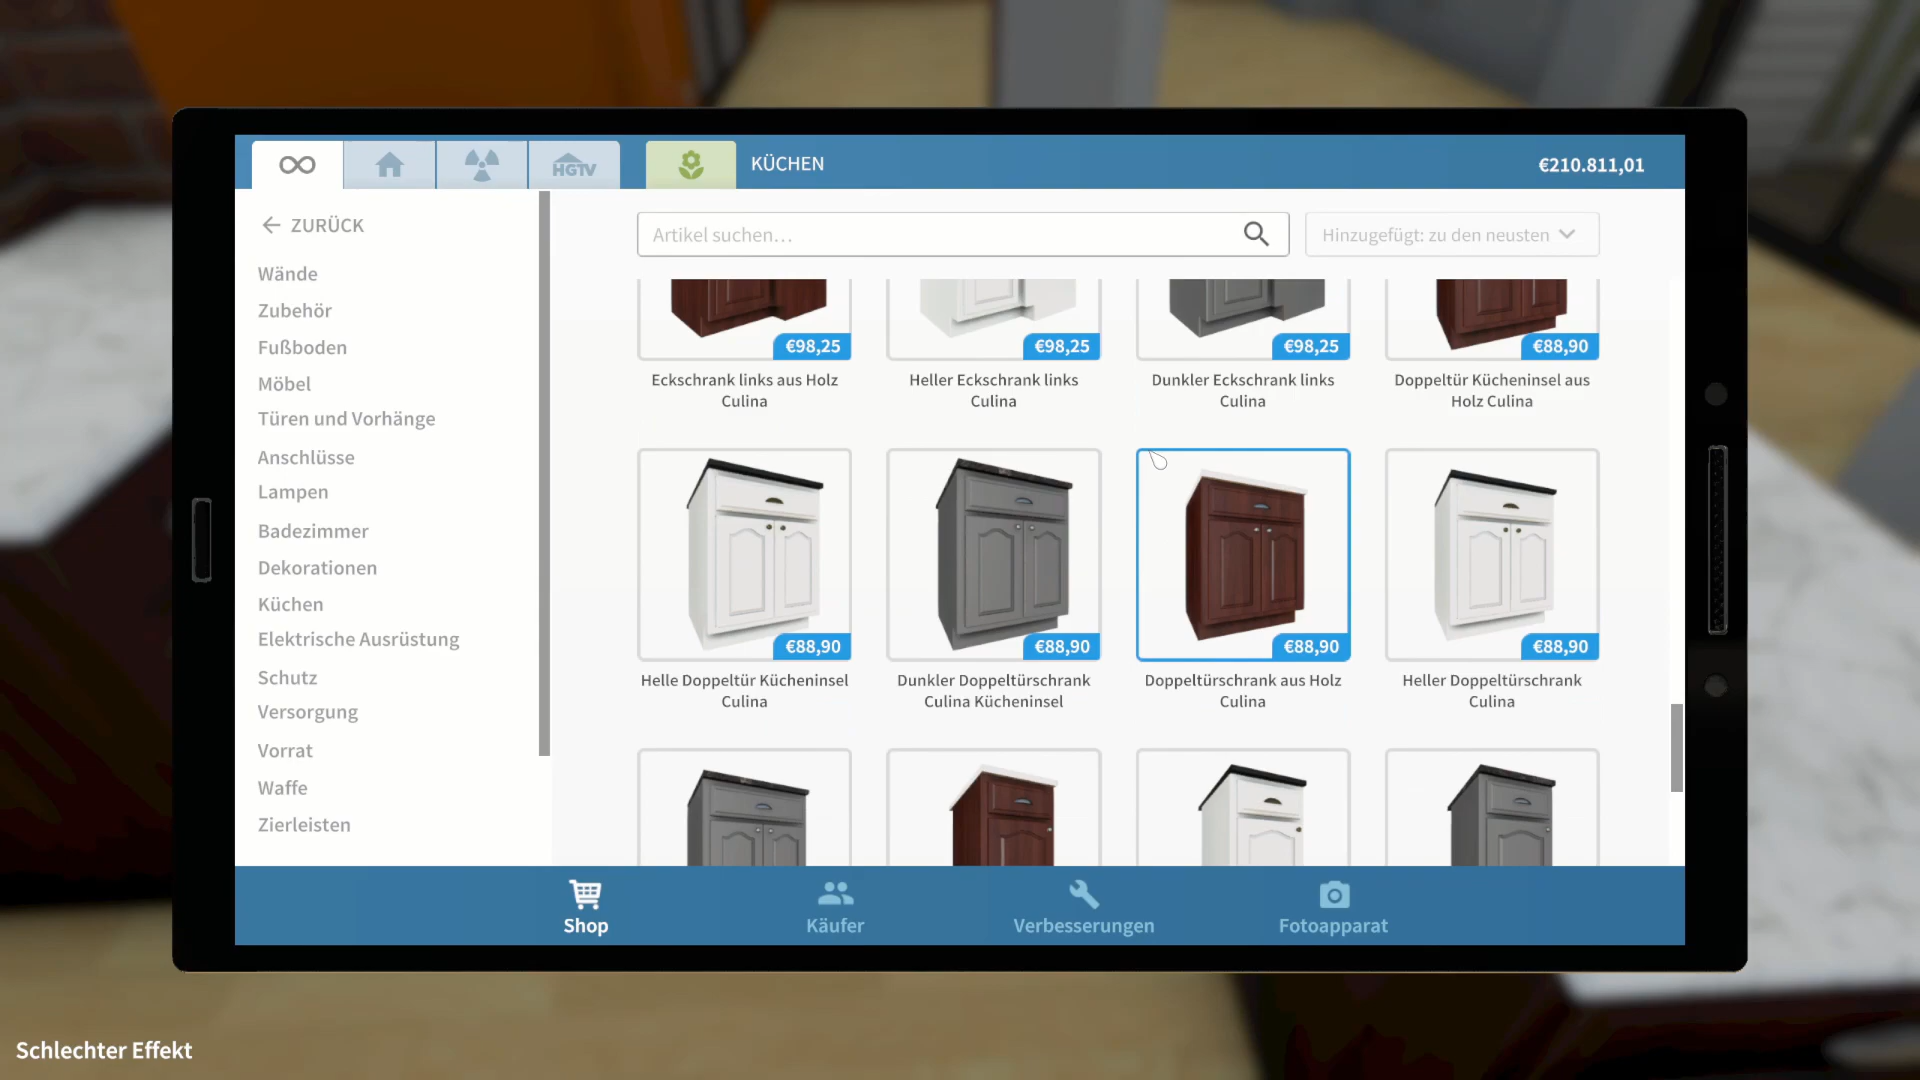 HGTV
KÜCHEN
€210.811,01
ZURÜCK
Artikel suchen...
Hinzugefügt: zu den neusten
Wände
Zubehör
Fußboden
Möbel
Türen und Vorhänge
Anschlüsse
Lampen
Badezimmer
Dekorationen
Küchen
Elektrische Ausrüstung
Schutz
Versorgung
Vorrat
Waffe
Zierleisten
€98,25
€98,25
€98,25
€88,90
Eckschrank links aus Holz
Culina
Heller Eckschrank links
Culina
Dunkler Eckschrank links
Culina
Doppeltür Kücheninsel aus
Holz Culina
€88,90
€88,90
€88,90
€88,90
Helle Doppeltür Kücheninsel
Culina
Dunkler Doppeltürschrank
Culina Kücheninsel
Doppeltürschrank aus Holz
Culina
Heller Doppeltürschrank
Culina
Shop
Käufer
Verbesserungen
Fotoapparat
Schlechter Effekt